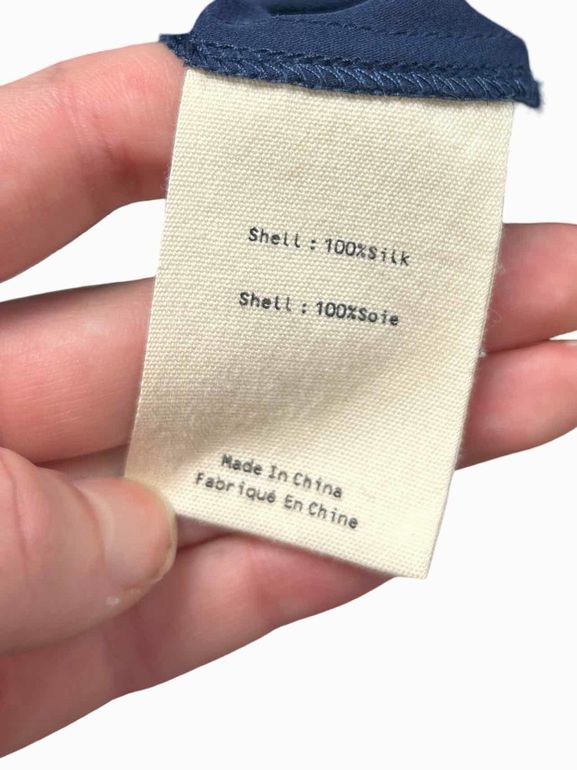 Shell : 100%Silk
Shell : 100%Soie
Made In China
Fabriqué En Chine